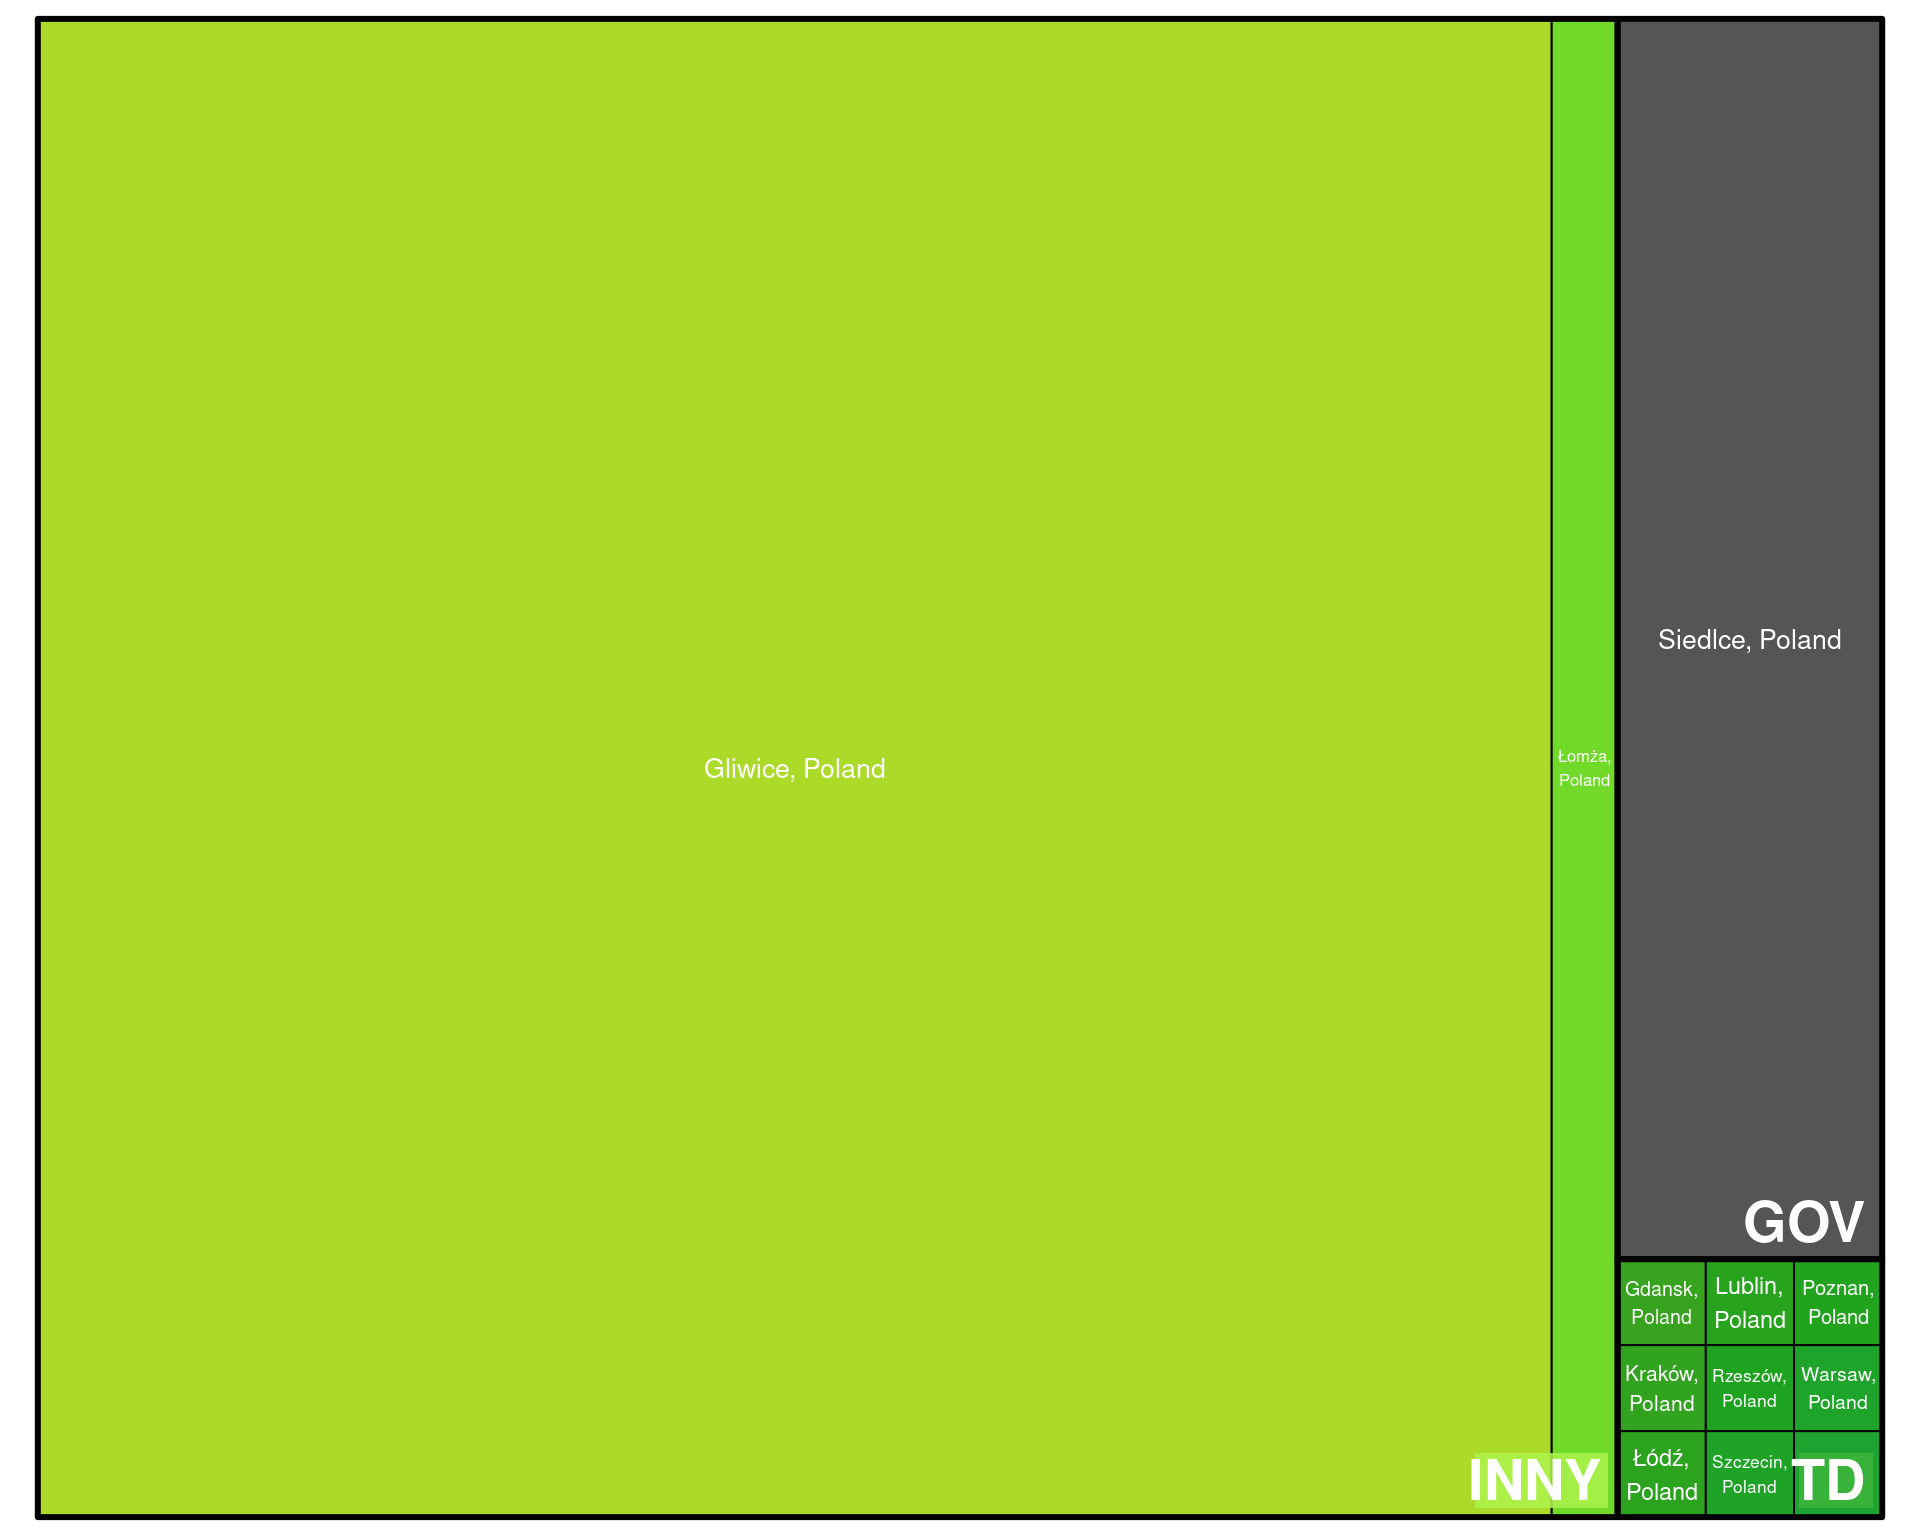 Gliwice, Poland
Łomża,
Poland
INNY
Siedlce, Poland
GOV
Gdansk,
Poland
Lublin,
Poland
Poznan,
Poland
Kraków,
Poland
Rzeszów,
Poland
Warsaw,
Poland
Łódź,
Poland
Szczecin,
Poland
TD